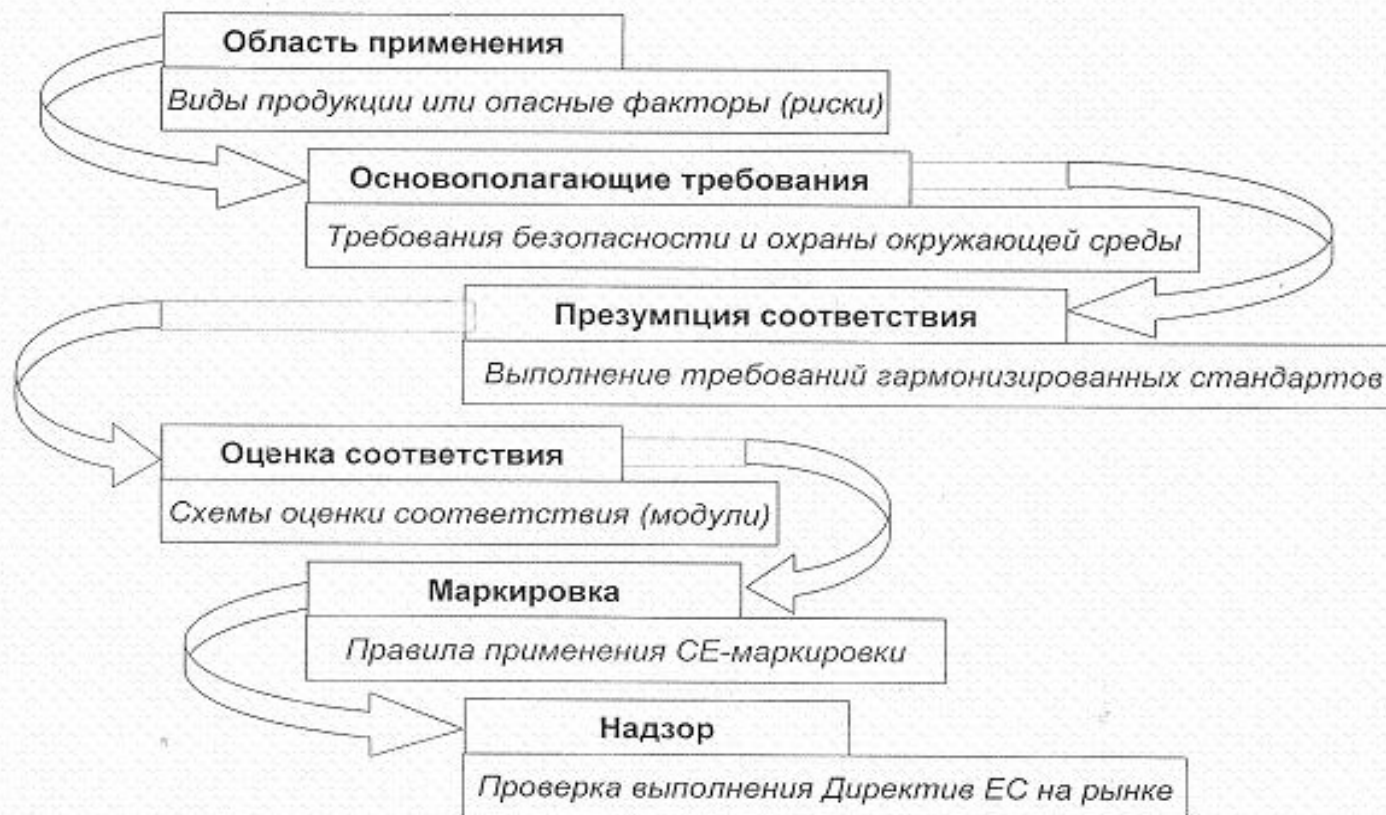 Область применения
Виды продукции или опасные факторы (риски)
Основополагающие требования
Требования безопасности и охраны окружающей среды
Презумпция соответствия
Выполнение требований гармонизированных стандартов
Оценка соответствия
Схемы оценки соответствия (модули)
Маркировка
Правила применения СЕ-маркировки
Надзор
Проверка выполнения Директив ЕС на рынке